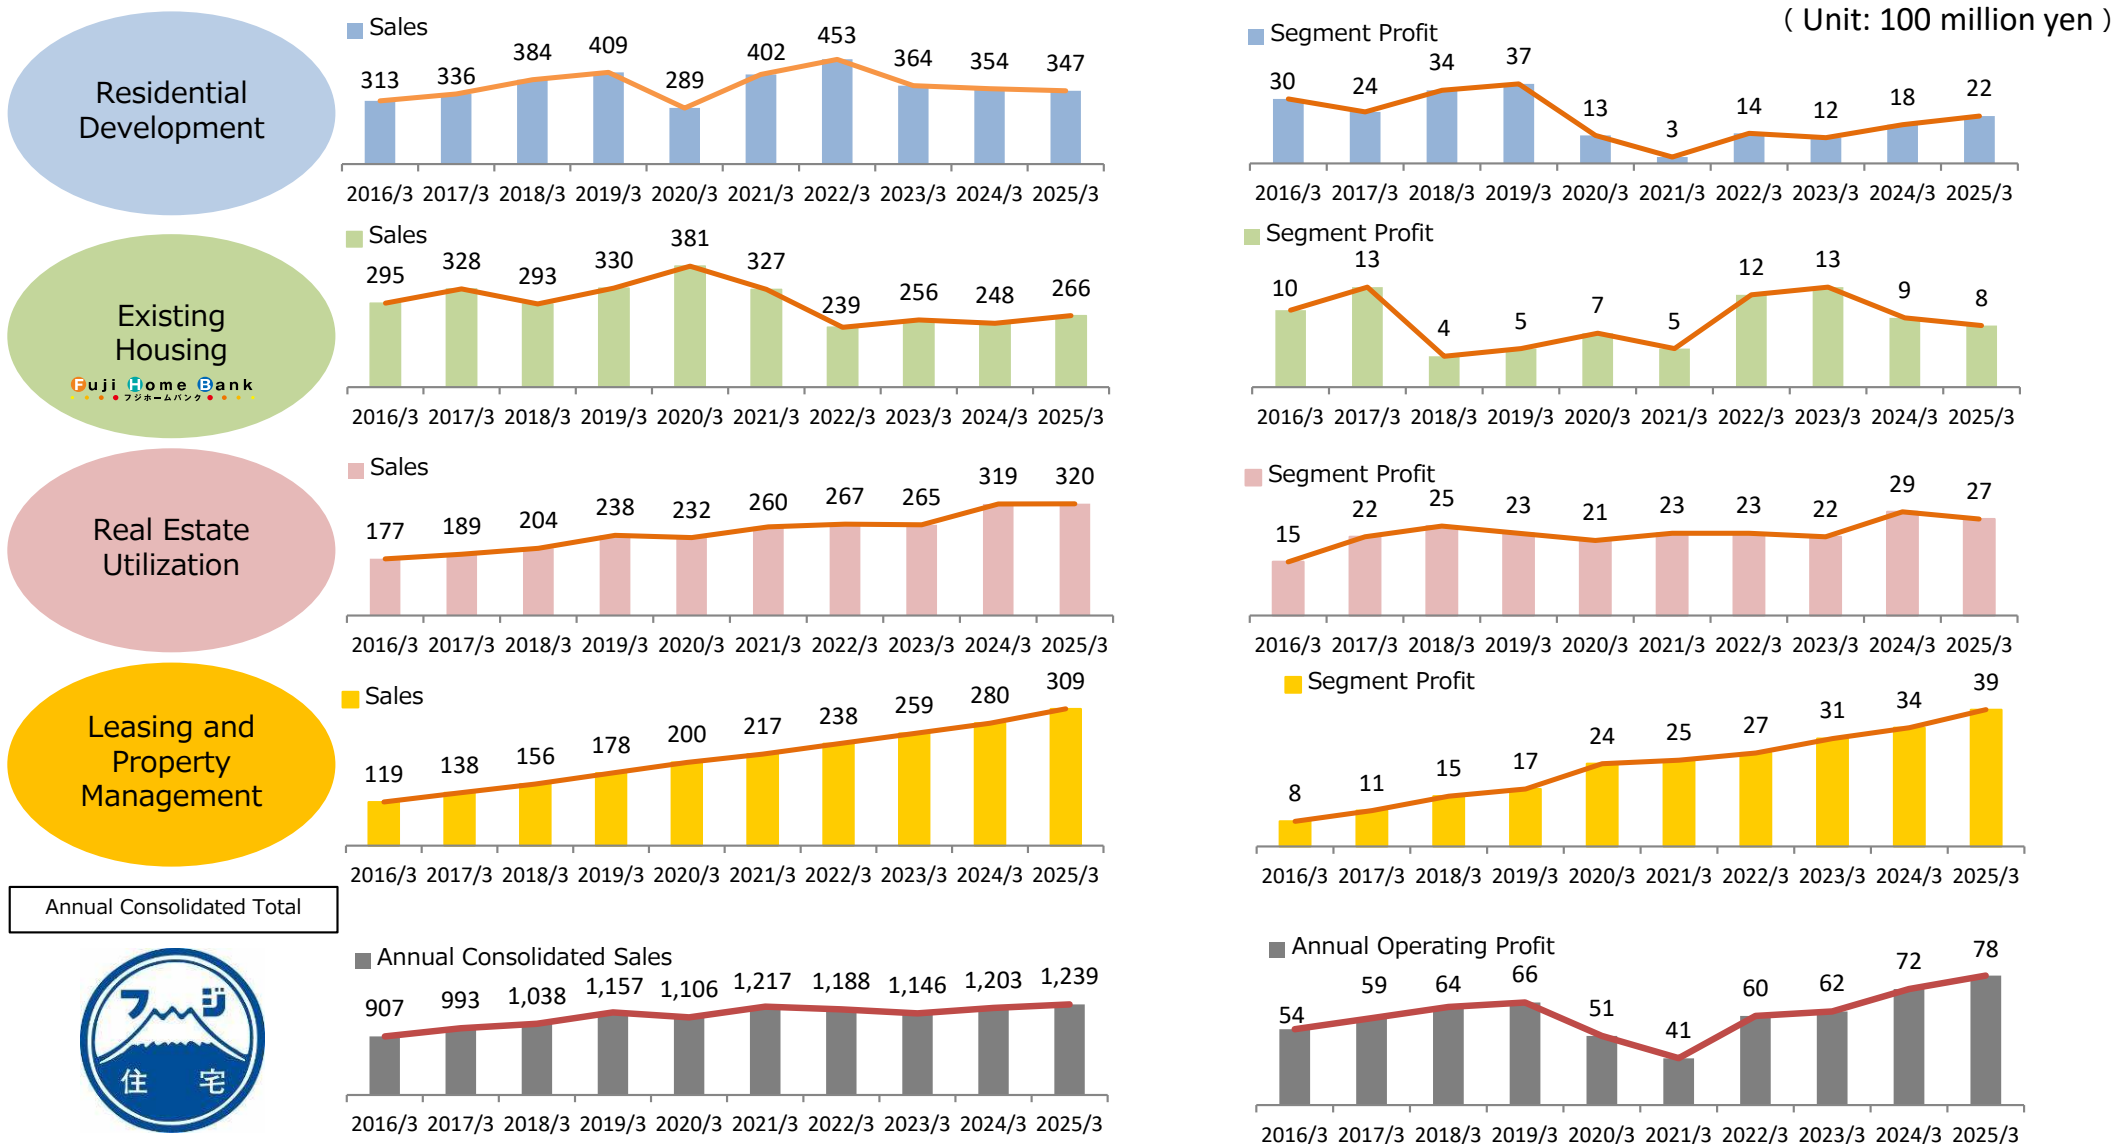 ( Unit: 100 million yen )
Residential
Development
Sales
313 336 384 409 289 402 453 364 354 347
2016/3 2017/3 2018/3 2019/3 2020/3 2021/3 2022/3 2023/3 2024/3 2025/3
Segment Profit
30 24 34 37 13 3 14 12 18 22
2016/3 2017/3 2018/3 2019/3 2020/3 2021/3 2022/3 2023/3 2024/3 2025/3
Existing
Housing
Fuji Home Bank
フジホームバンク
Sales
295 328 293 330 381 327 239 256 248 266
2016/3 2017/3 2018/3 2019/3 2020/3 2021/3 2022/3 2023/3 2024/3 2025/3
Segment Profit
10 13 4 5 7 5 12 13 9 8
2016/3 2017/3 2018/3 2019/3 2020/3 2021/3 2022/3 2023/3 2024/3 2025/3
Real Estate
Utilization
Sales
177 189 204 238 232 260 267 265 319 320
2016/3 2017/3 2018/3 2019/3 2020/3 2021/3 2022/3 2023/3 2024/3 2025/3
Segment Profit
15 22 25 23 21 23 23 22 29 27
2016/3 2017/3 2018/3 2019/3 2020/3 2021/3 2022/3 2023/3 2024/3 2025/3
Leasing and
Property
Management
Sales
119 138 156 178 200 217 238 259 280 309
2016/3 2017/3 2018/3 2019/3 2020/3 2021/3 2022/3 2023/3 2024/3 2025/3
Segment Profit
8 11 15 17 24 25 27 31 34 39
2016/3 2017/3 2018/3 2019/3 2020/3 2021/3 2022/3 2023/3 2024/3 2025/3
Annual Consolidated Total
フジ
住宅
Annual Consolidated Sales
907 993 1,038 1,157 1,106 1,217 1,188 1,146 1,203 1,239
2016/3 2017/3 2018/3 2019/3 2020/3 2021/3 2022/3 2023/3 2024/3 2025/3
Annual Operating Profit
54 59 64 66 51 41 60 62 72 78
2016/3 2017/3 2018/3 2019/3 2020/3 2021/3 2022/3 2023/3 2024/3 2025/3